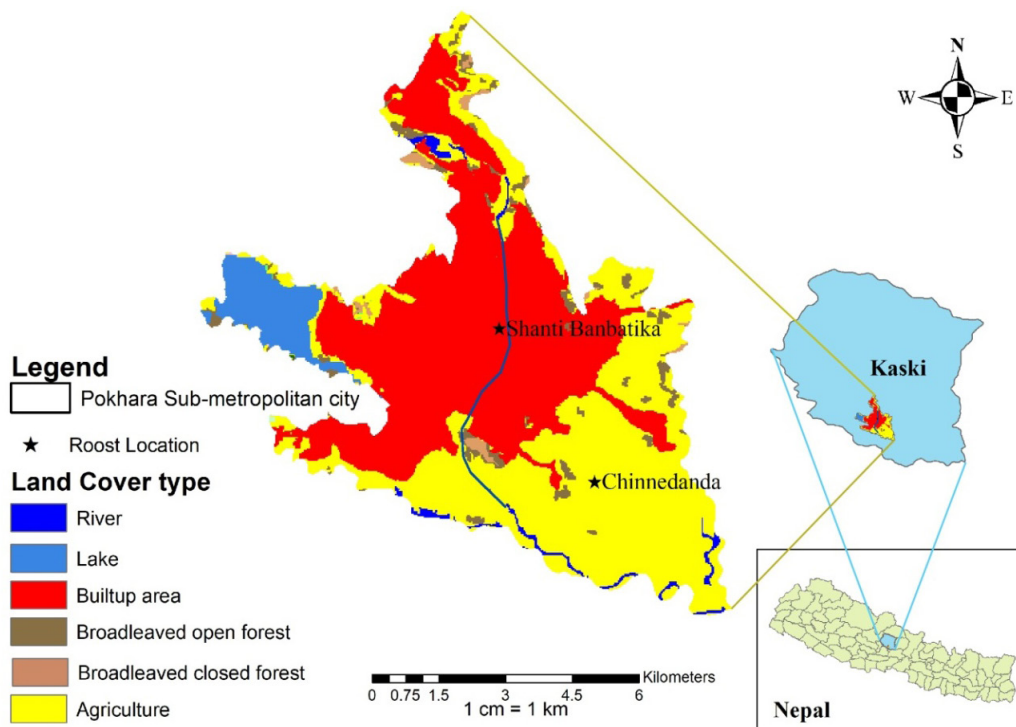 N
W E
S
Shanti Banbatika
Kaski
Legend
Pokhara Sub-metropolitan city
Roost Location
Chinnedanda
Land Cover type
River
Lake
Builtup area
Broadleaved open forest
Broadleaved closed forest
Agriculture
Kilometers
0 0.75 1.5 3 4.5 6
1 cm = 1 km
Nepal